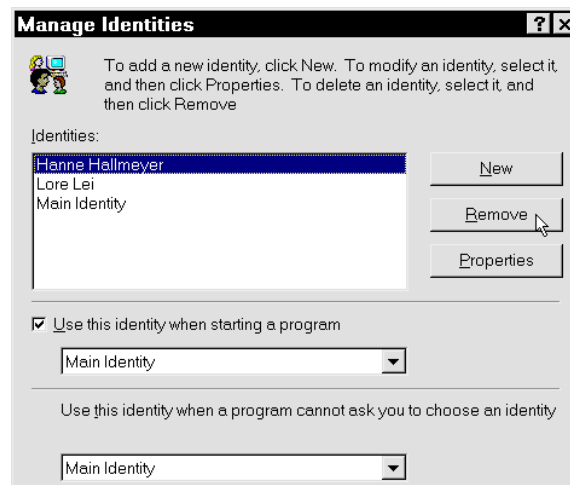 Manage Identities
To add a new identity, click New. To modify an identity, select it,
and then click Properties. To delete an identity, select it, and
then click Remove
Identities:
Hanne Hallmeyer
Lore Lei
Main Identity
New
Remove
Properties
Use this identity when starting a program
Main Identity
Use this identity when a program cannot ask you to choose an identity
Main Identity